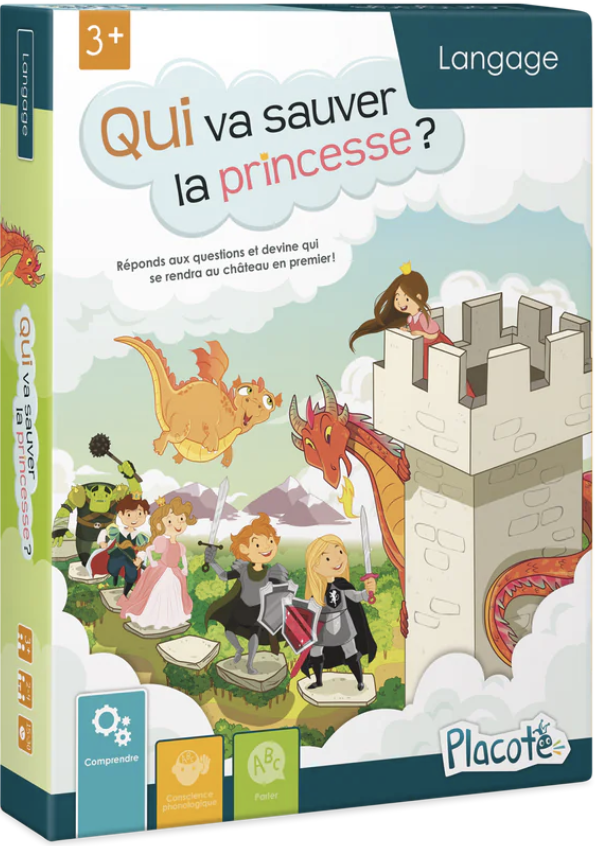 3+
Langage
Langage
Qui va sauver
la princesse ?
Réponds aux questions et devine qui
se rendra au château en premier !
Qui va sauver
la princesse ?
Comprendre
Conscience
phonologique
ABC
Parler
Placote